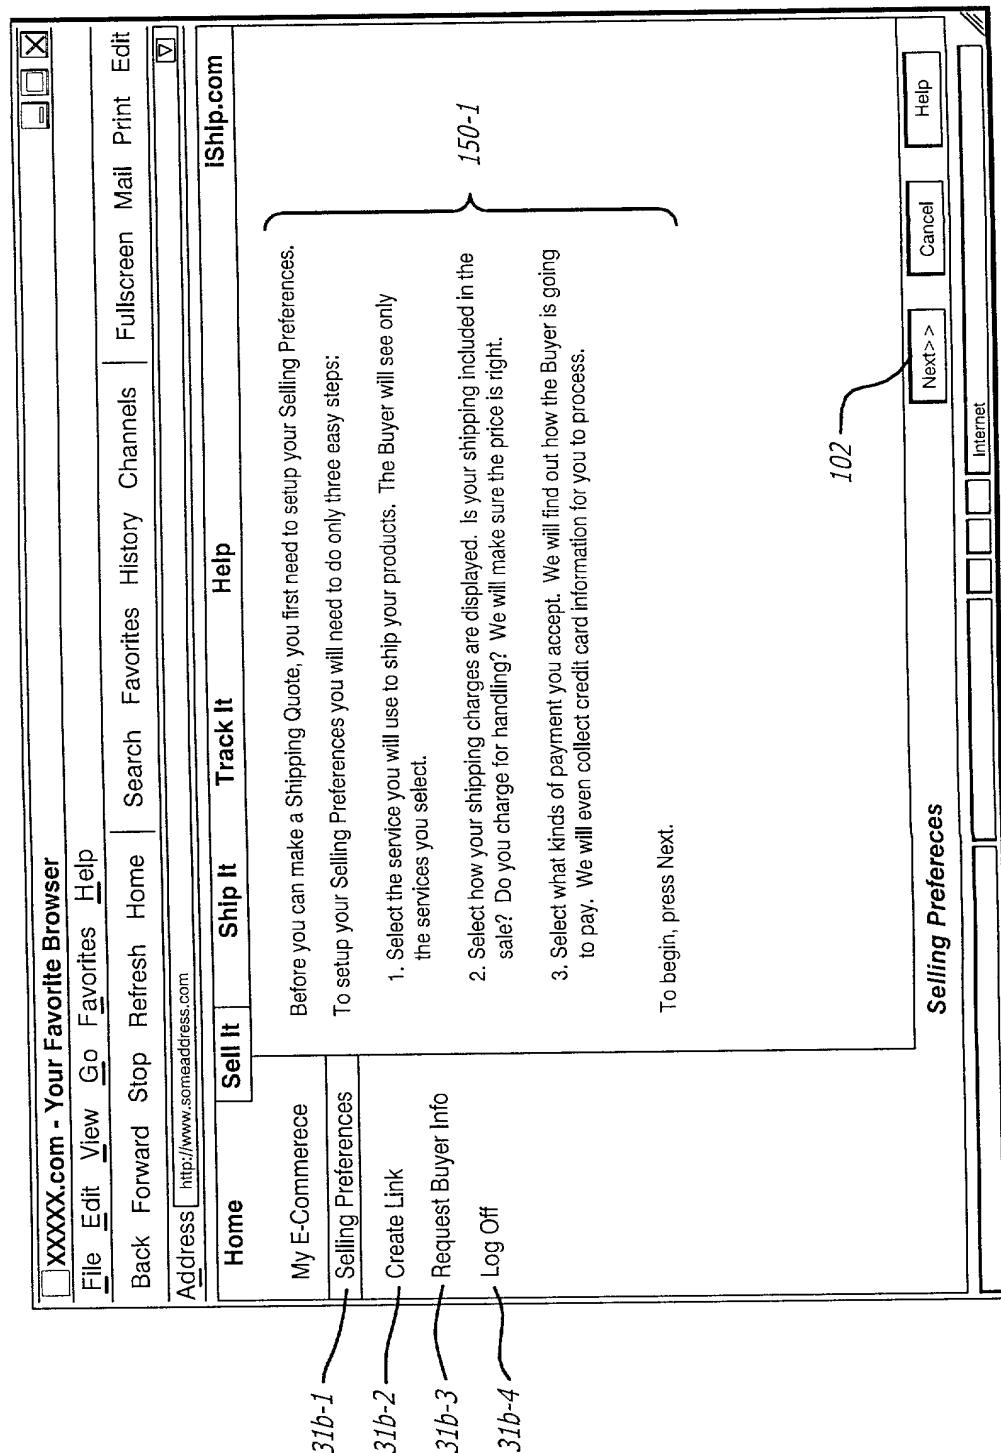 XXXXX.com - Your Favorite Browser
File Edit View Go Favorites Help
Back Forward Stop Refresh Home Search Favorites History Channels Fullscreen Mail Print Edit
Address http://www.someaddress.com
Home Sell It Ship It Track It Help iShip.com
My E-Commerece
31b-1 Selling Preferences
31b-2 Create Link
31b-3 Request Buyer Info
31b-4 Log Off
Before you can make a Shipping Quote, you first need to setup your Selling Preferences.
To setup your Selling Preferences you will need to do only three easy steps:
1. Select the service you will use to ship your products. The Buyer will see only
the services you select.
2. Select how your shipping charges are displayed. Is your shipping included in the
sale? Do you charge for handling? We will make sure the price is right.
3. Select what kinds of payment you accept. We will find out how the Buyer is going
to pay. We will even collect credit card information for you to process.
To begin, press Next.
150-1
102
Selling Prefereces
Next>> Cancel Help
Internet